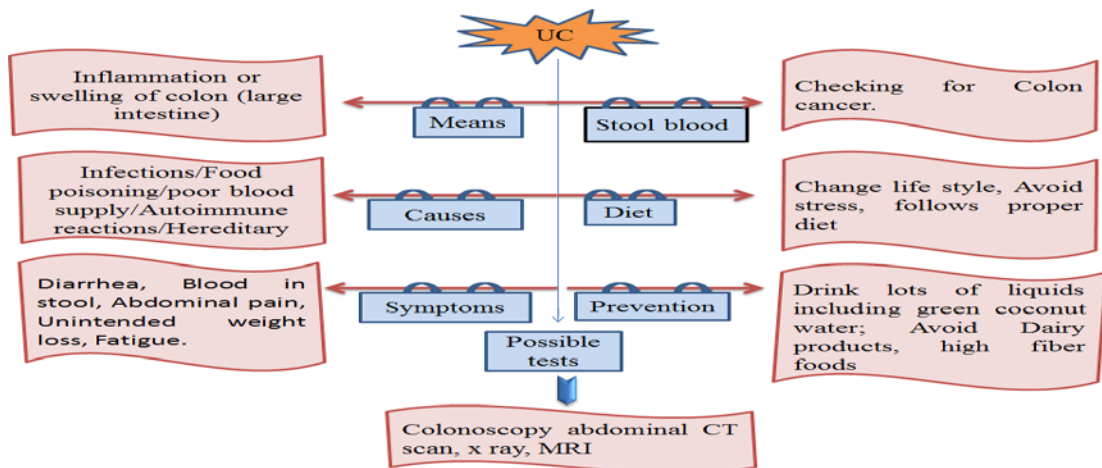 UC
Inflammation or
swelling of colon (large
intestine)
Means
Stool blood
Checking for Colon
cancer.
Infections/Food
poisoning/poor blood
supply/Autoimmune
reactions/Hereditary
Causes
Diet
Change life style, Avoid
stress, follows proper
diet
Diarrhea, Blood in
stool, Abdominal pain,
Unintended weight
loss, Fatigue.
Symptoms
Prevention
Drink lots of liquids
including green coconut
water; Avoid Dairy
products, high fiber
foods
Possible
tests
Colonoscopy abdominal CT
scan, x ray, MRI